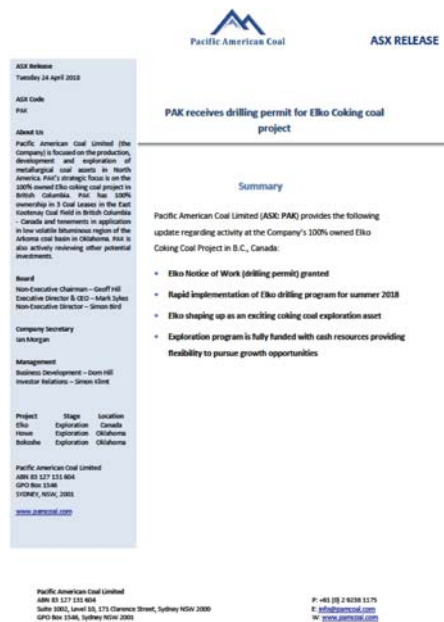 Pacific American Coal
ASX RELEASE
ASX Release
Tuesday 24 April 2018
ASX Code
PAK
About Us
Pacific American Coal Limited (the
Company) is focused on the production,
development and exploration of
metallurgical coal assets in North
America. PAK's strategic focus is on the
100% owned Elko coking coal project in
British Columbia. PAK has 100%
ownership in 3 Coal Leases in the East
Kootenay Coal Field in British Columbia
- Canada and tenements in application
in low volatile bituminous region of the
Arkoma coal basin in Oklahoma. PAK is
also actively reviewing other potential
investments.
Board
Non-Executive Chairman – Geoff Hill
Executive Director & CEO – Mark Sykes
Non-Executive Director – Simon Bird
Company Secretary
Ian Morgan
Management
Business Development – Dom Hill
Investor Relations – Simon Klimt
Project Stage Location
Elko Exploration Canada
Howe Exploration Oklahoma
Bokoshe Exploration Oklahoma
Pacific American Coal Limited
ABN 83 127 131 604
GPO Box 1546
SYDNEY, NSW, 2001
www.pamcoal.com
PAK receives drilling permit for Elko Coking coal
project
Summary
Pacific American Coal Limited (ASX: PAK) provides the following
update regarding activity at the Company's 100% owned Elko
Coking Coal Project in B.C., Canada:
• Elko Notice of Work (drilling permit) granted
• Rapid implementation of Elko drilling program for summer 2018
• Elko shaping up as an exciting coking coal exploration asset
• Exploration program is fully funded with cash resources providing
flexibility to pursue growth opportunities
Pacific American Coal Limited
ABN 83 127 131 604
Suite 1002, Level 10, 171 Clarence Street, Sydney NSW 2000
GPO Box 1546, Sydney NSW 2001
P: +61 (0) 2 9238 1175
E: info@pamcoal.com
W: www.pamcoal.com